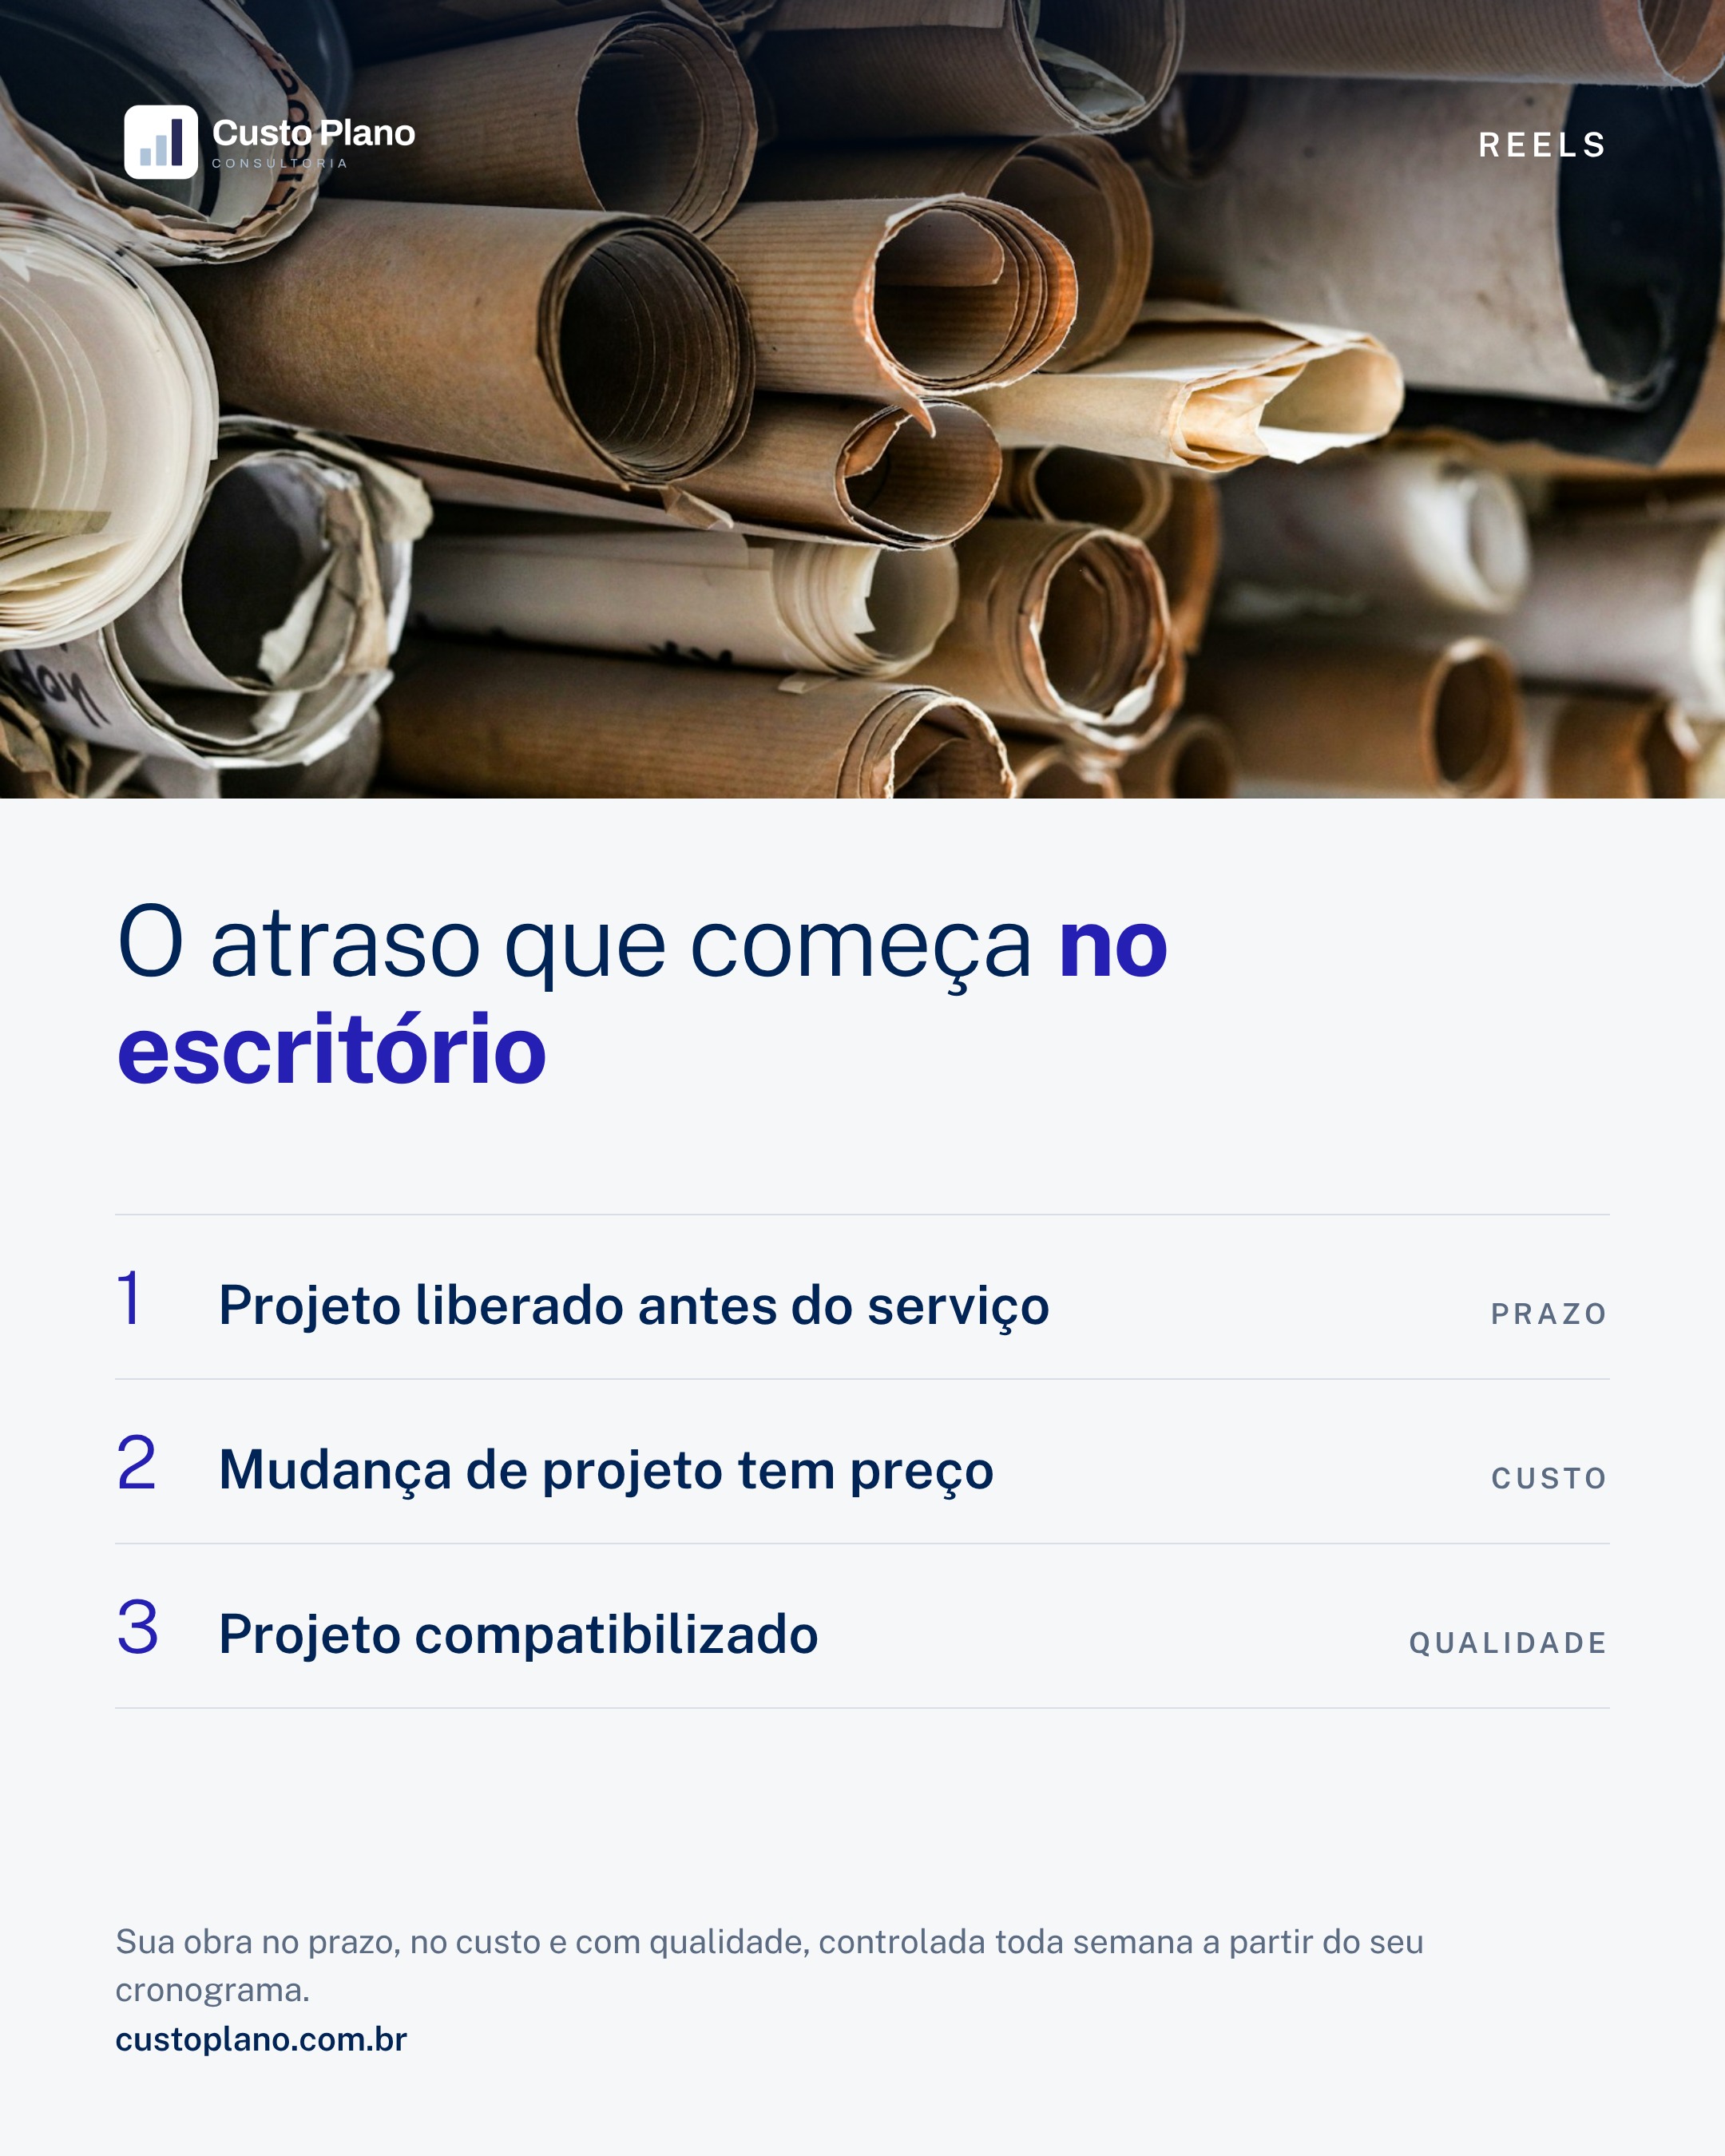 Custo Plano
CONSULTORIA
REELS
O atraso que começa no
escritório
1 Projeto liberado antes do serviço PRAZO
2 Mudança de projeto tem preço CUSTO
3 Projeto compatibilizado QUALIDADE
Sua obra no prazo, no custo e com qualidade, controlada toda semana a partir do seu
cronograma.
custoplano.com.br